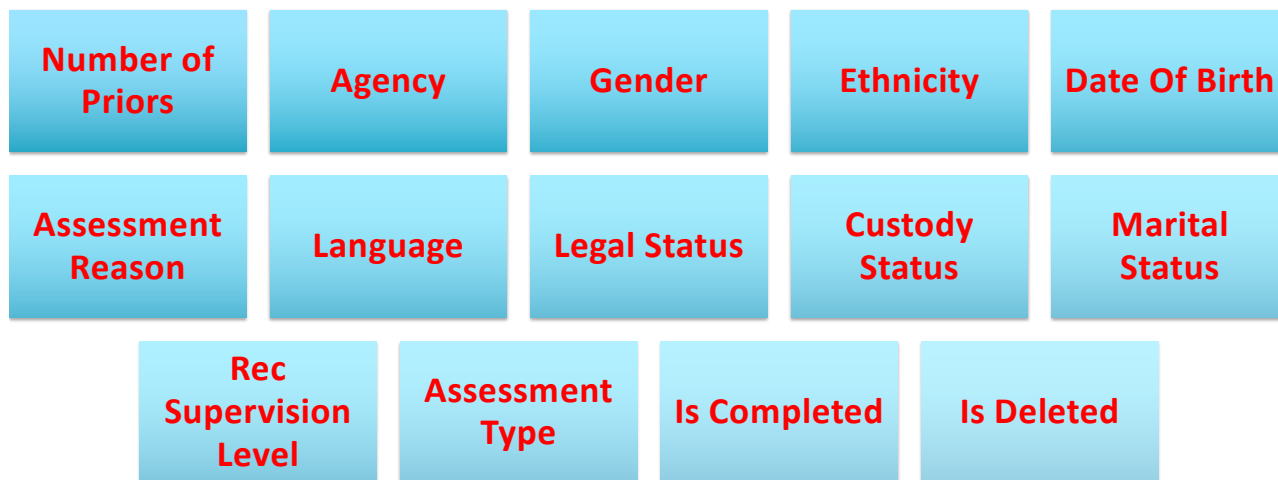 Number of
Priors
Agency
Gender
Ethnicity
Date Of Birth
Assessment
Reason
Language
Legal Status
Custody
Status
Marital
Status
Rec
Supervision
Level
Assessment
Type
Is Completed
Is Deleted